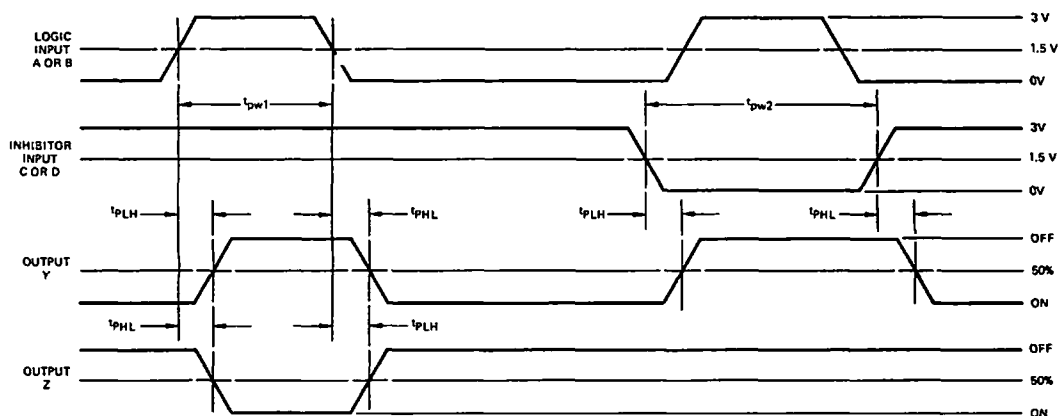 LOGIC
INPUT
A OR B
3 V
1.5 V
0V
tpw1
tpw2
INHIBITOR
INPUT
C OR D
3V
1.5 V
0V
tPLH
tPHL
tPLH
tPHL
OUTPUT
Y
OFF
50%
ON
tPHL
tPLH
OUTPUT
Z
OFF
50%
ON